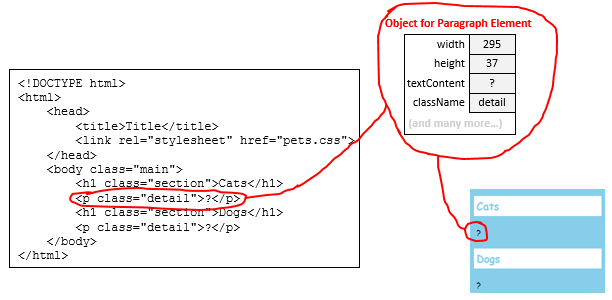 Object for Paragraph Element
width 295
height 37
textContent ?
className detail
(and many more…)
<!DOCTYPE html>
<html>
<head>
<title>Title</title>
<link rel="stylesheet" href="pets.css">
</head>
<body class="main">
<h1 class="section">Cats</h1>
<p class="detail">?</p>
<h1 class="section">Dogs</h1>
<p class="detail">?</p>
</body>
</html>
Cats
?
Dogs
?